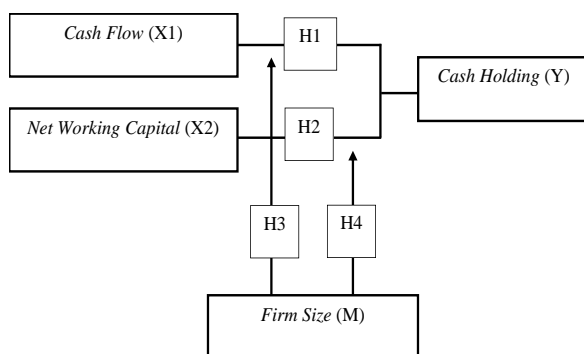 Cash Flow (X1)
H1
Cash Holding (Y)
Net Working Capital (X2)
H2
H3
H4
Firm Size (M)